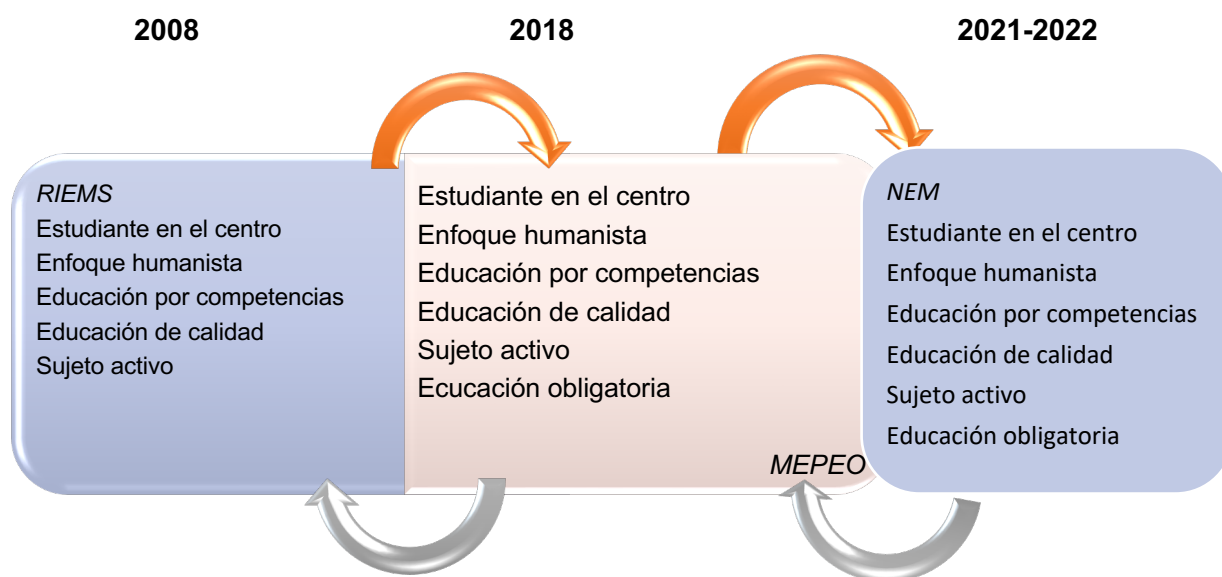 2008
2018
2021-2022
RIEMS
Estudiante en el centro
Enfoque humanista
Educación por competencias
Educación de calidad
Sujeto activo
Estudiante en el centro
Enfoque humanista
Educación por competencias
Educación de calidad
Sujeto activo
Ecucación obligatoria
MEPEO
NEM
Estudiante en el centro
Enfoque humanista
Educación por competencias
Educación de calidad
Sujeto activo
Educación obligatoria